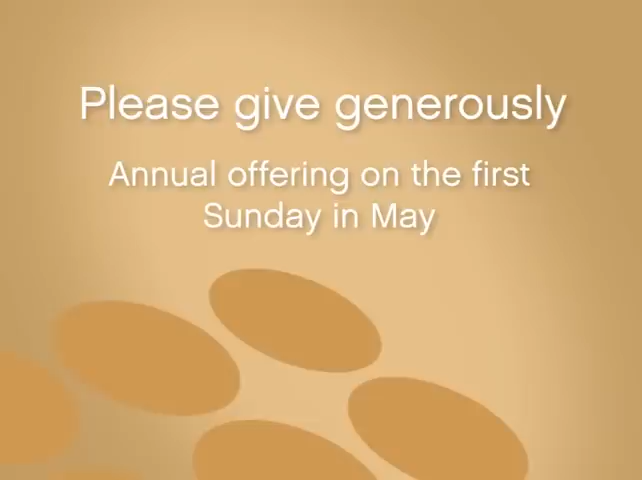 Please give generously
Annual offering on the first
Sunday in May